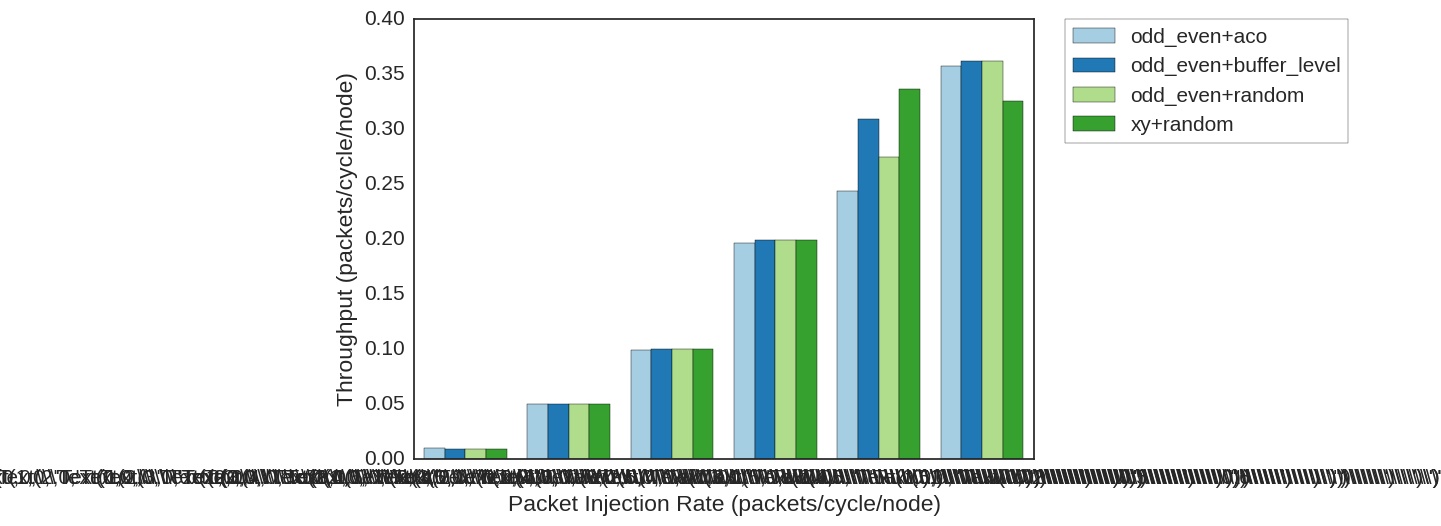 0.40
0.35
0.30
0.25
0.20
0.15
0.10
0.05
0.00
Throughput (packets/cycle/node)
Packet Injection Rate (packets/cycle/node)
odd_even+aco
odd_even+buffer_level
odd_even+random
xy+random